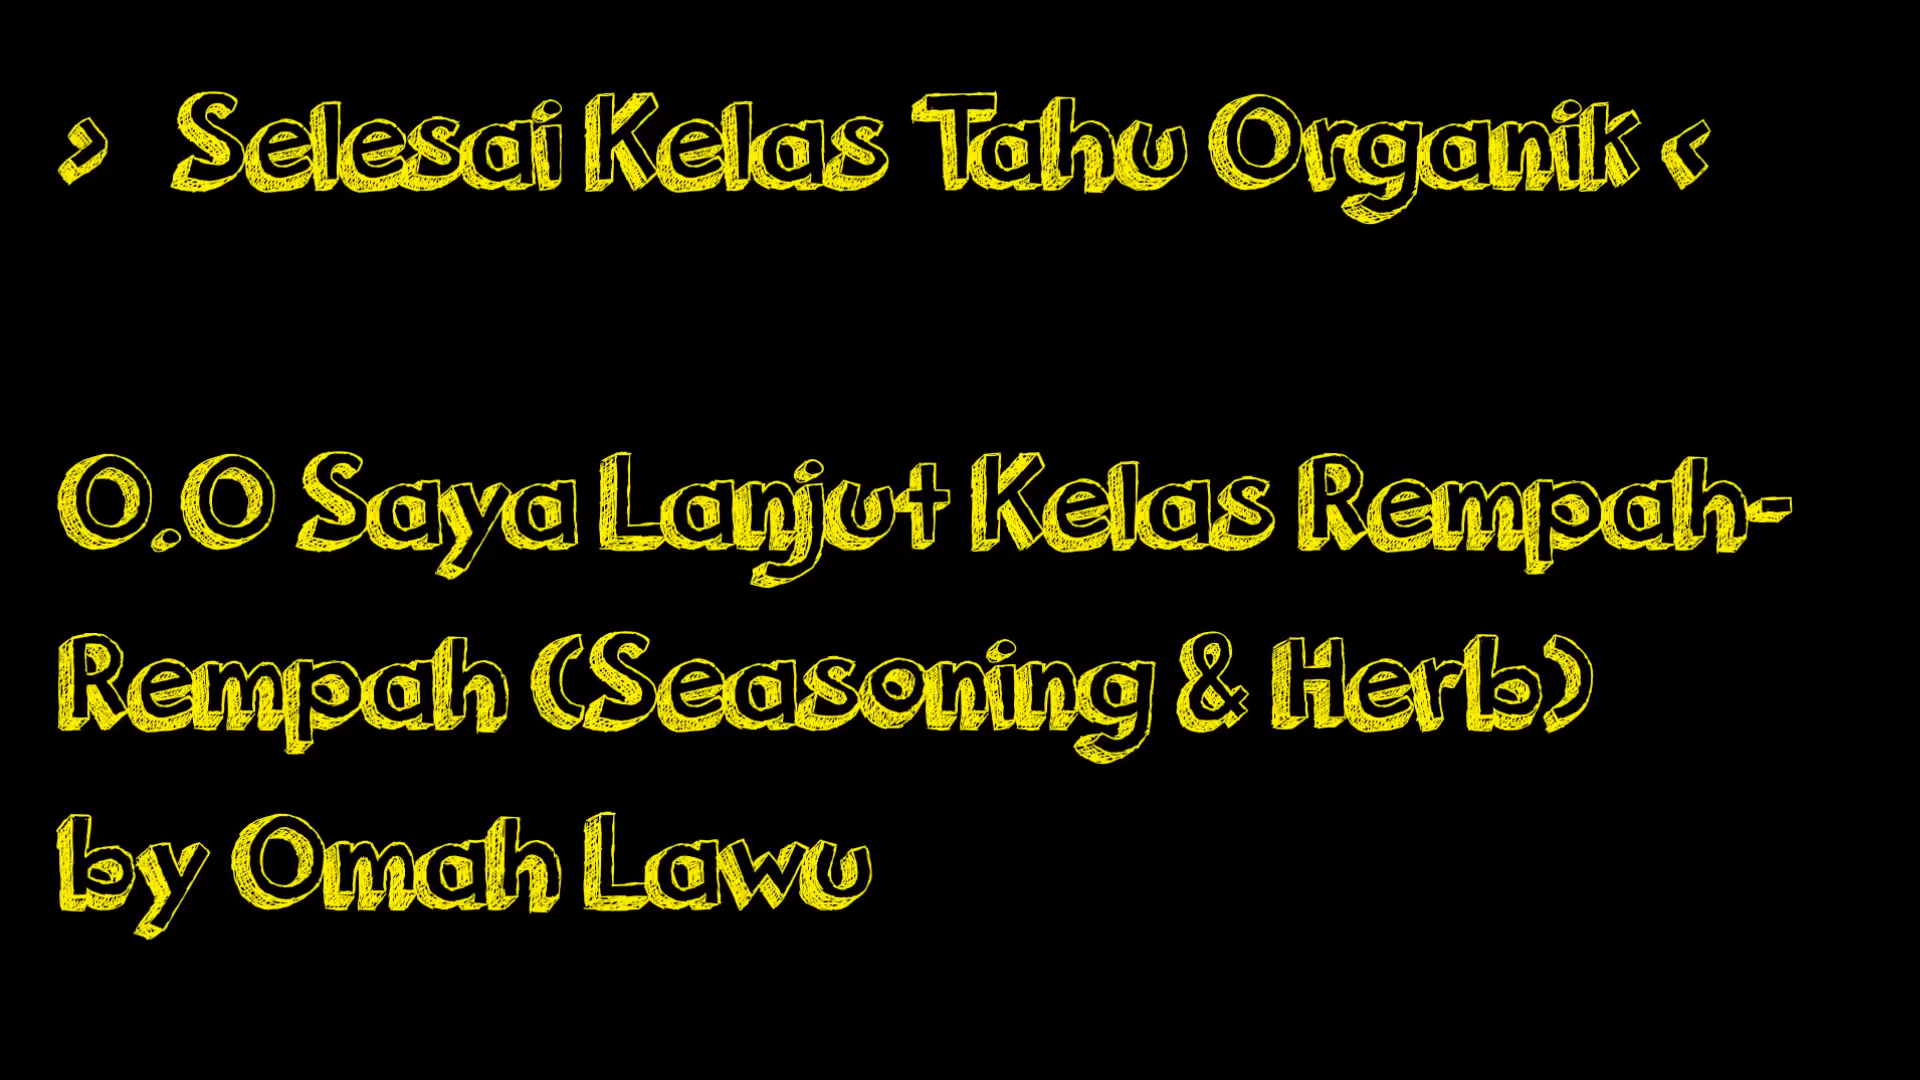 > Selesai Kelas Tahu Organik <
O.O Saya Lanjut Kelas Rempah-
Rempah (Seasoning & Herb)
by Omah Lawu